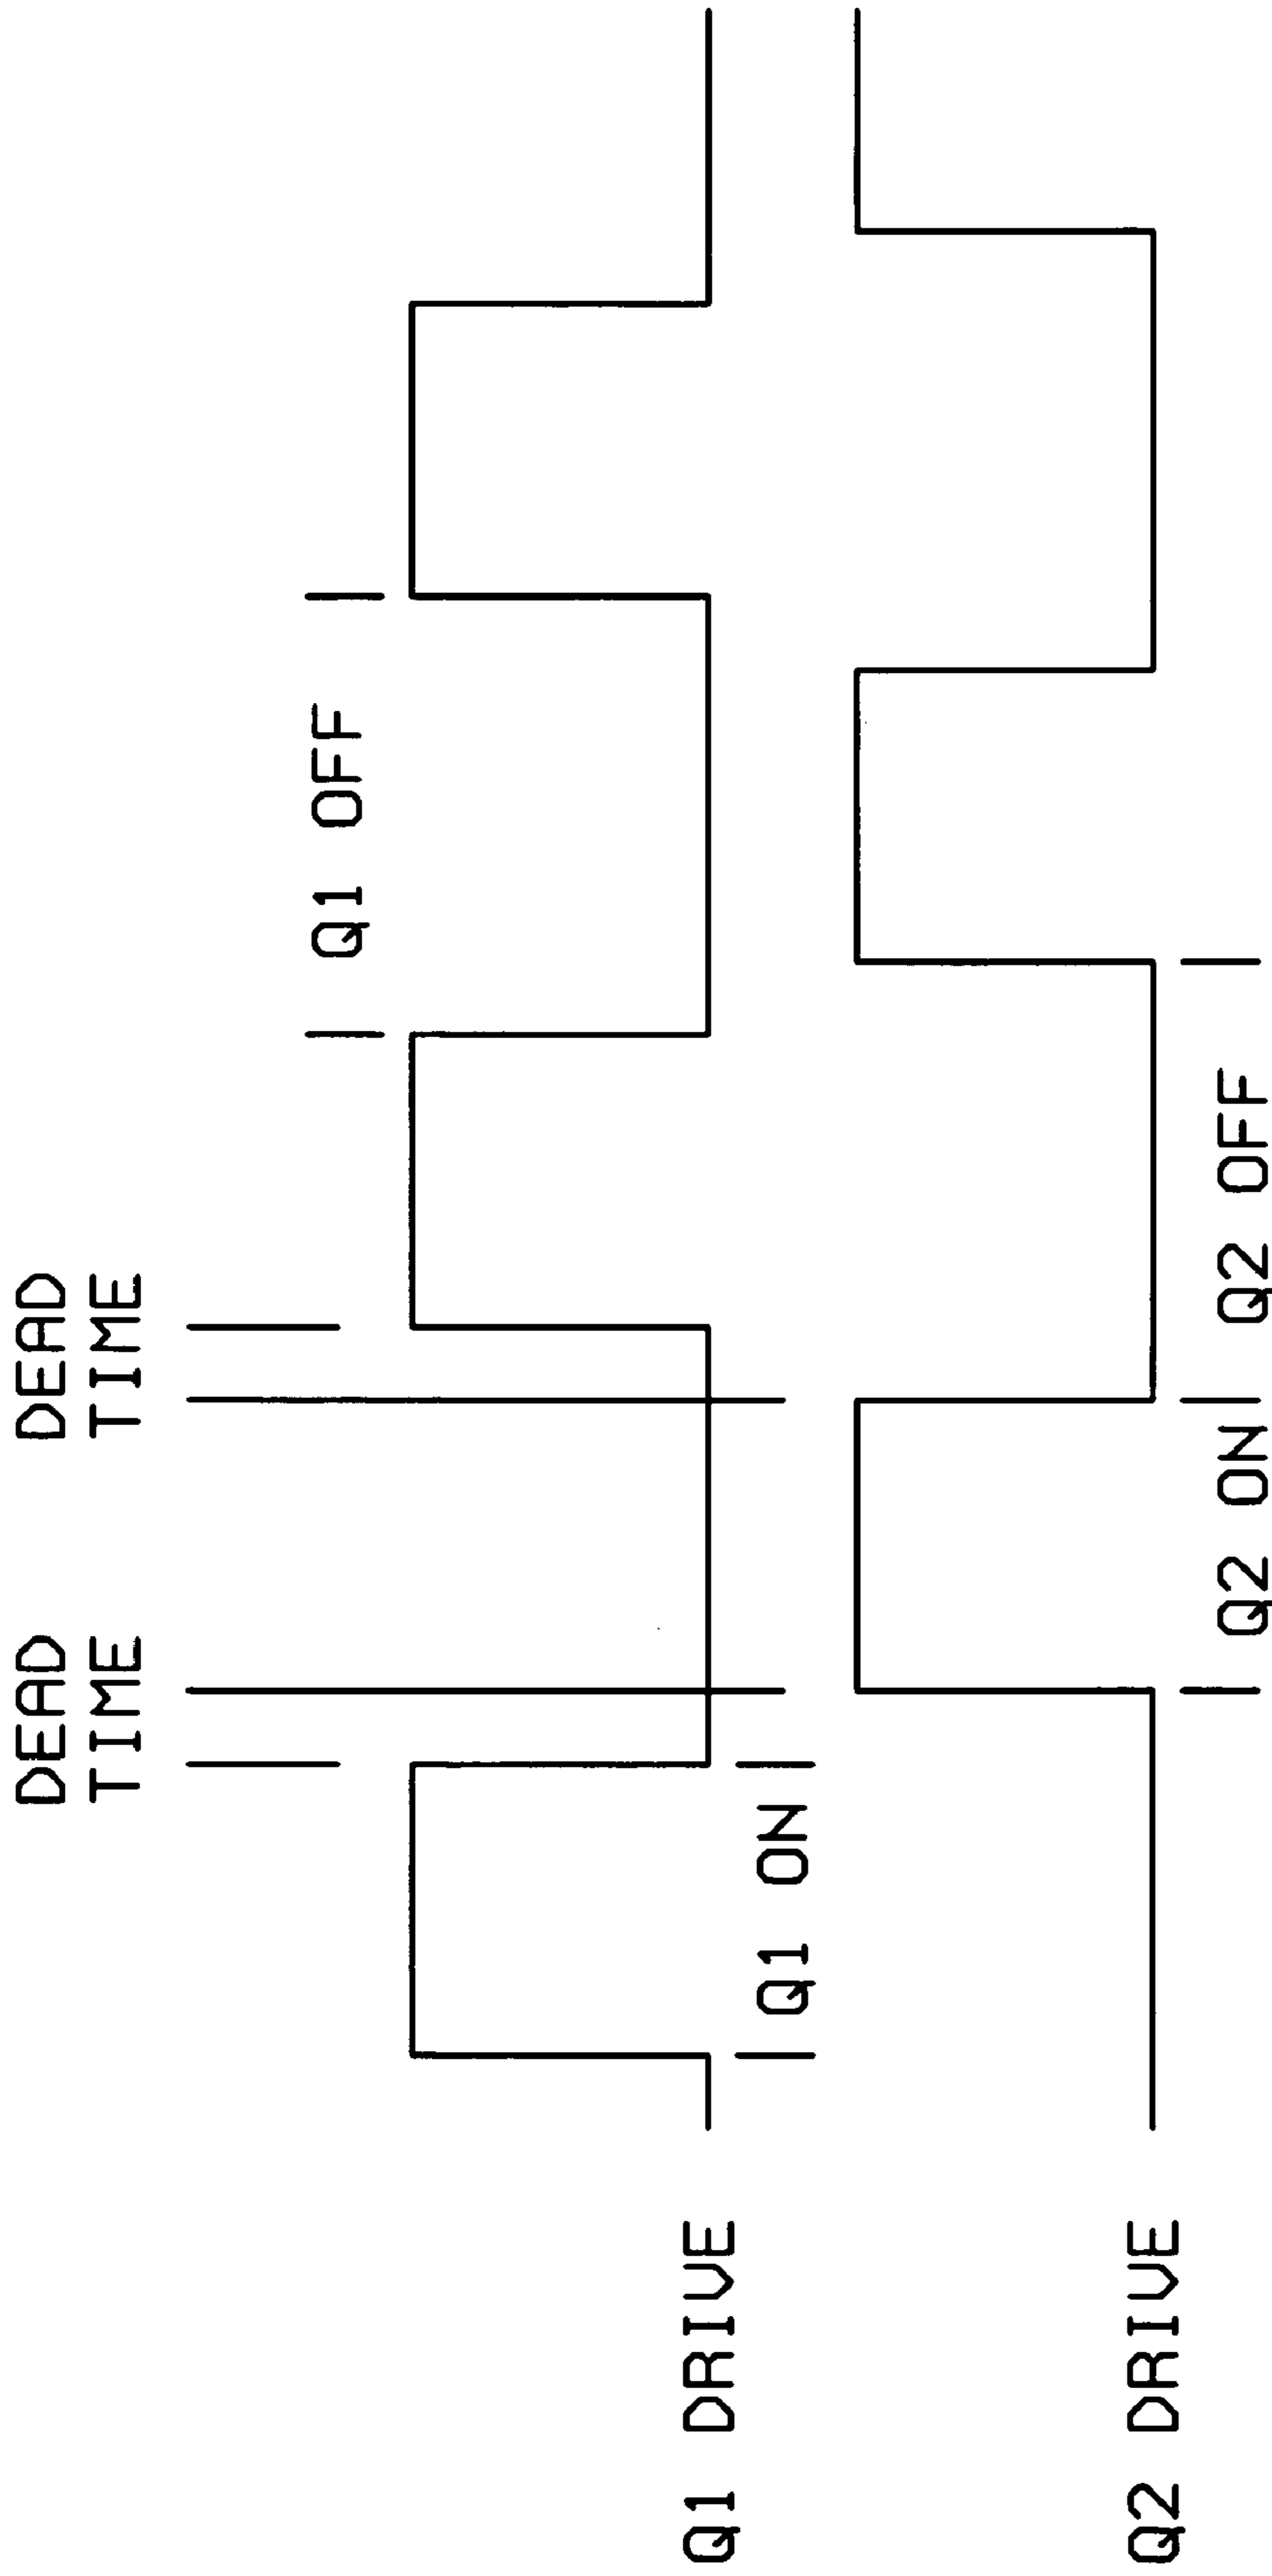 DEAD
TIME
DEAD
TIME
Q1 OFF
Q1 DRIVE
Q1 ON
Q2 DRIVE
Q2 ON
Q2 OFF